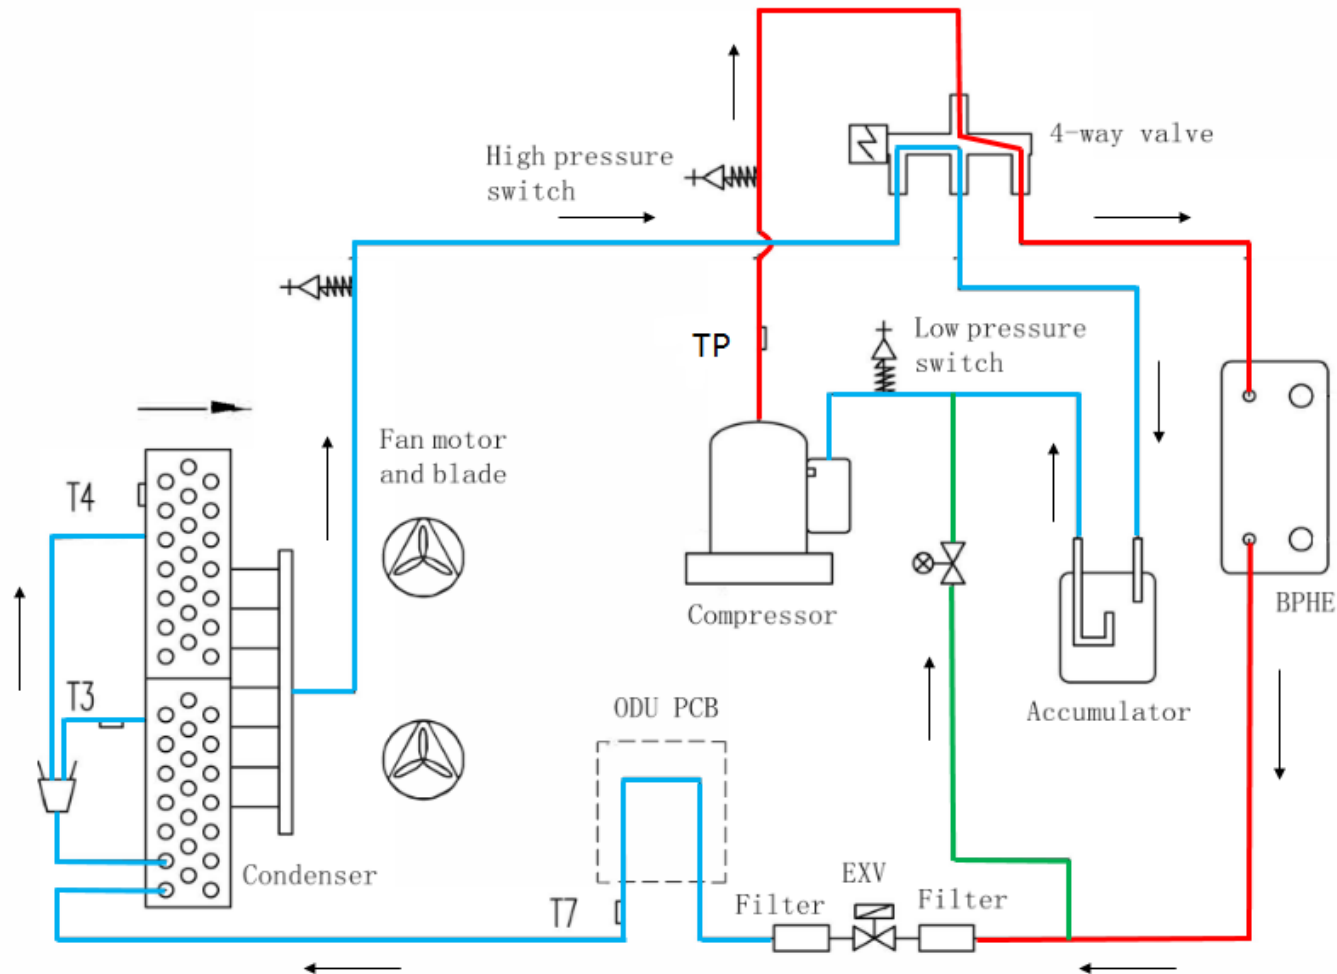 4-way valve
High pressure
switch
TP
Low pressure
switch
Fan motor
and blade
T4
BPHE
Compressor
T3
ODU PCB
Accumulator
Condenser
EXV
T7
Filter
Filter